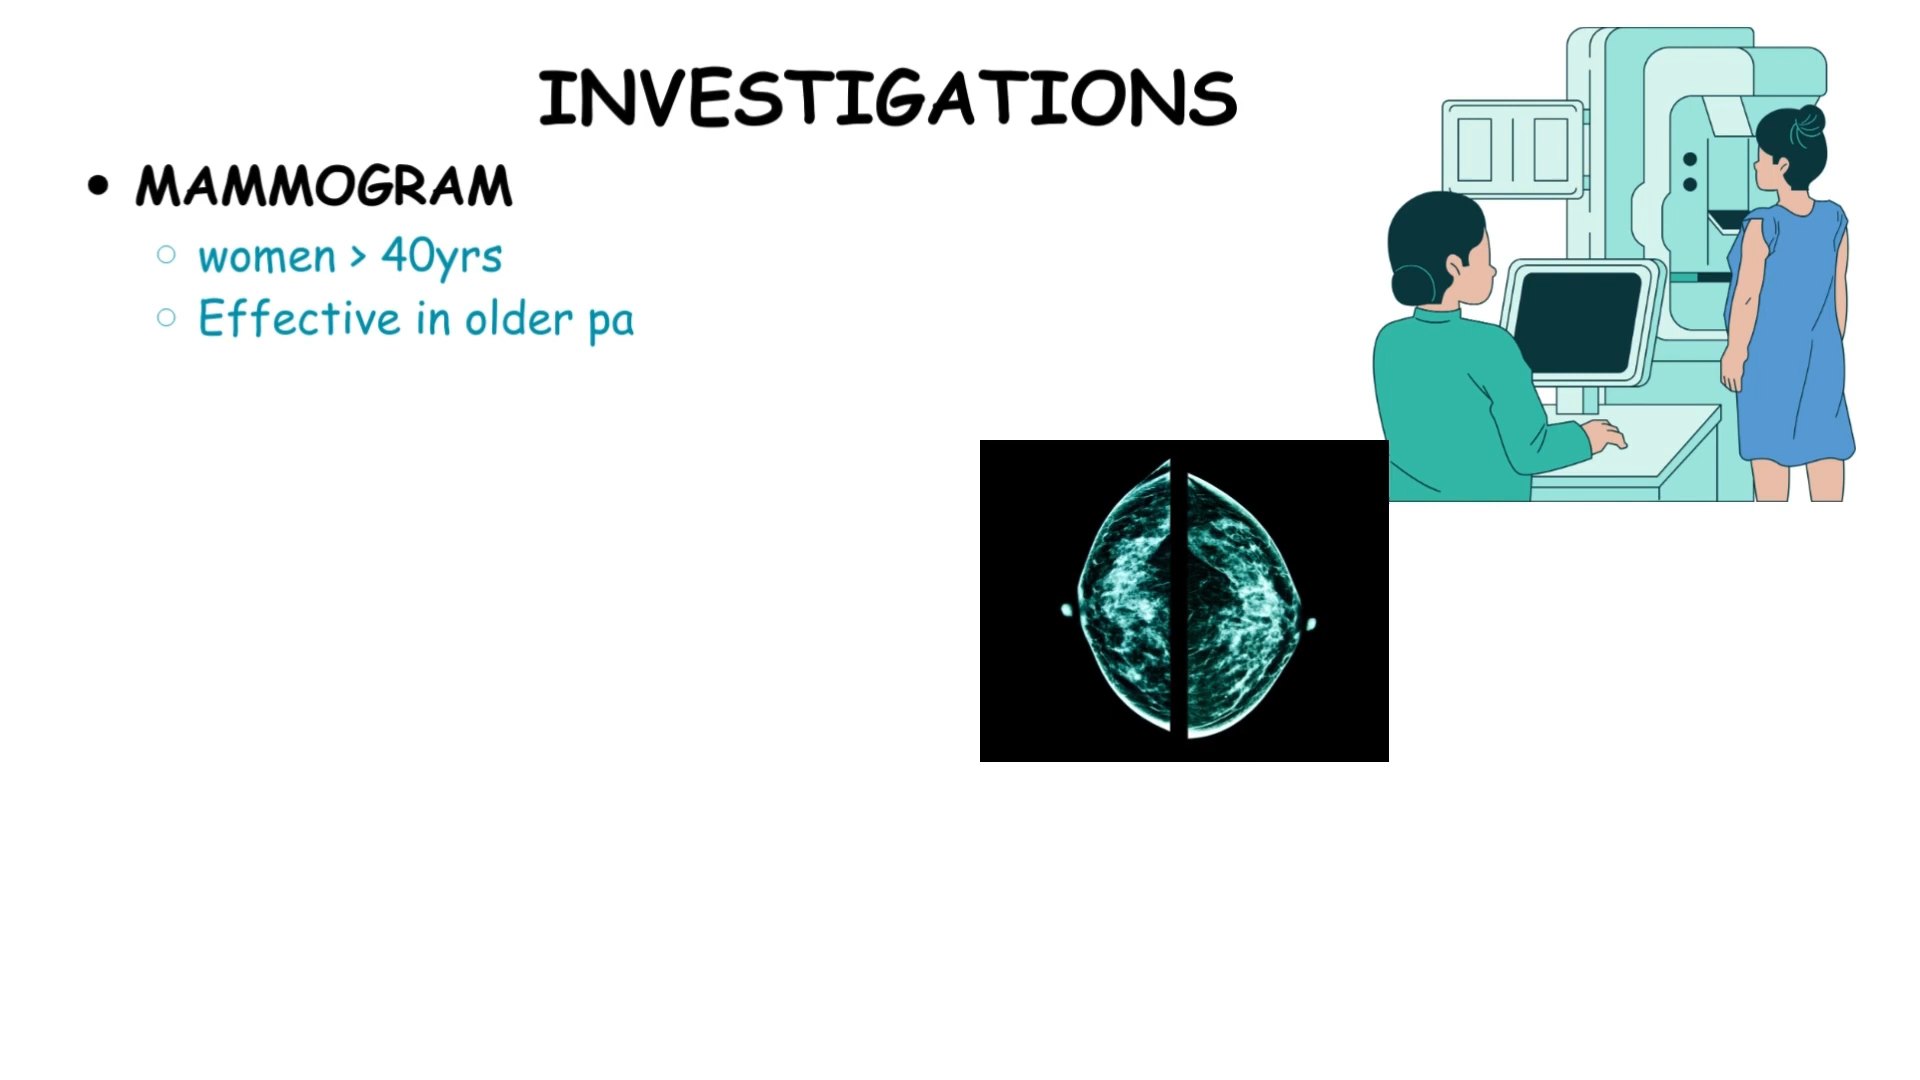 INVESTIGATIONS
• MAMMOGRAM
○ women > 40yrs
○ Effective in older pa